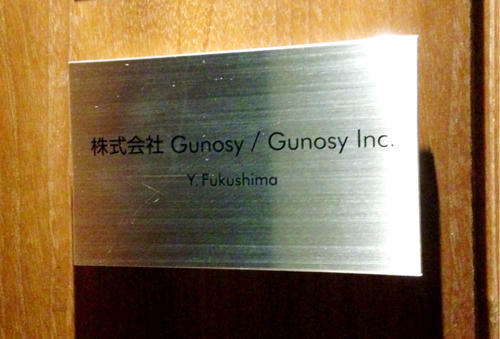 株式会社 Gunosy / Gunosy Inc.
Y. Fukushima